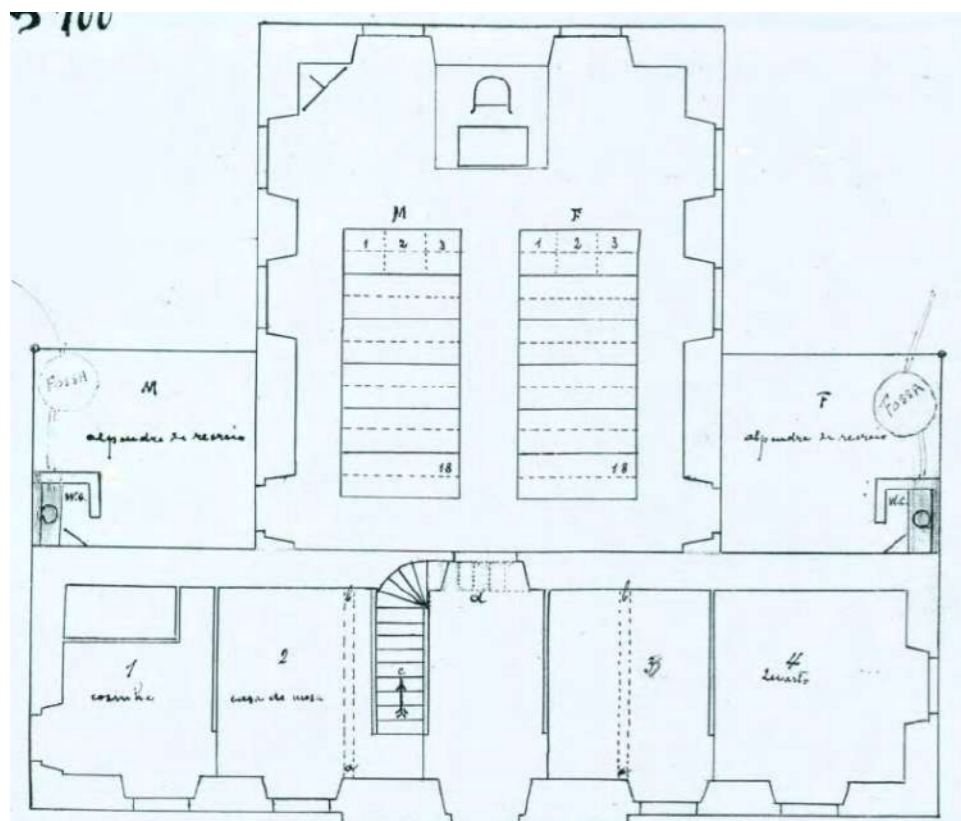 M F
1 2 3 1 2 3
18 18
FOSSA
M
alpendre de recreio
W.C.
FOSSA
F
alpendre de recreio
W.C.
b
d
b
1
cosinha
2
casa de mesa
c
a
3
4
Quarto
a